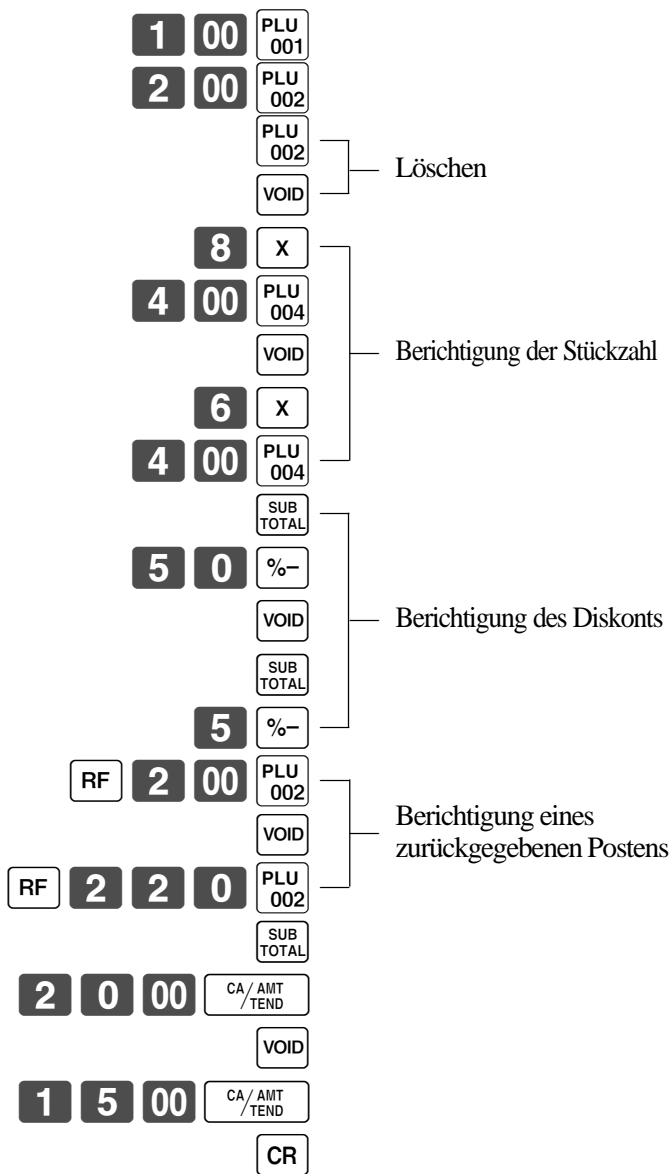 1 00 PLU 001
2 00 PLU 002
PLU 002
Löschen
VOID
8 X
4 00 PLU 004
VOID
Berichtigung der Stückzahl
6 X
4 00 PLU 004
SUB TOTAL
5 0 %−
VOID
Berichtigung des Diskonts
SUB TOTAL
5 %−
RF 2 00 PLU 002
VOID
Berichtigung eines
zurückgegebenen Postens
RF 2 2 0 PLU 002
SUB TOTAL
2 0 00 CA/AMT TEND
VOID
1 5 00 CA/AMT TEND
CR